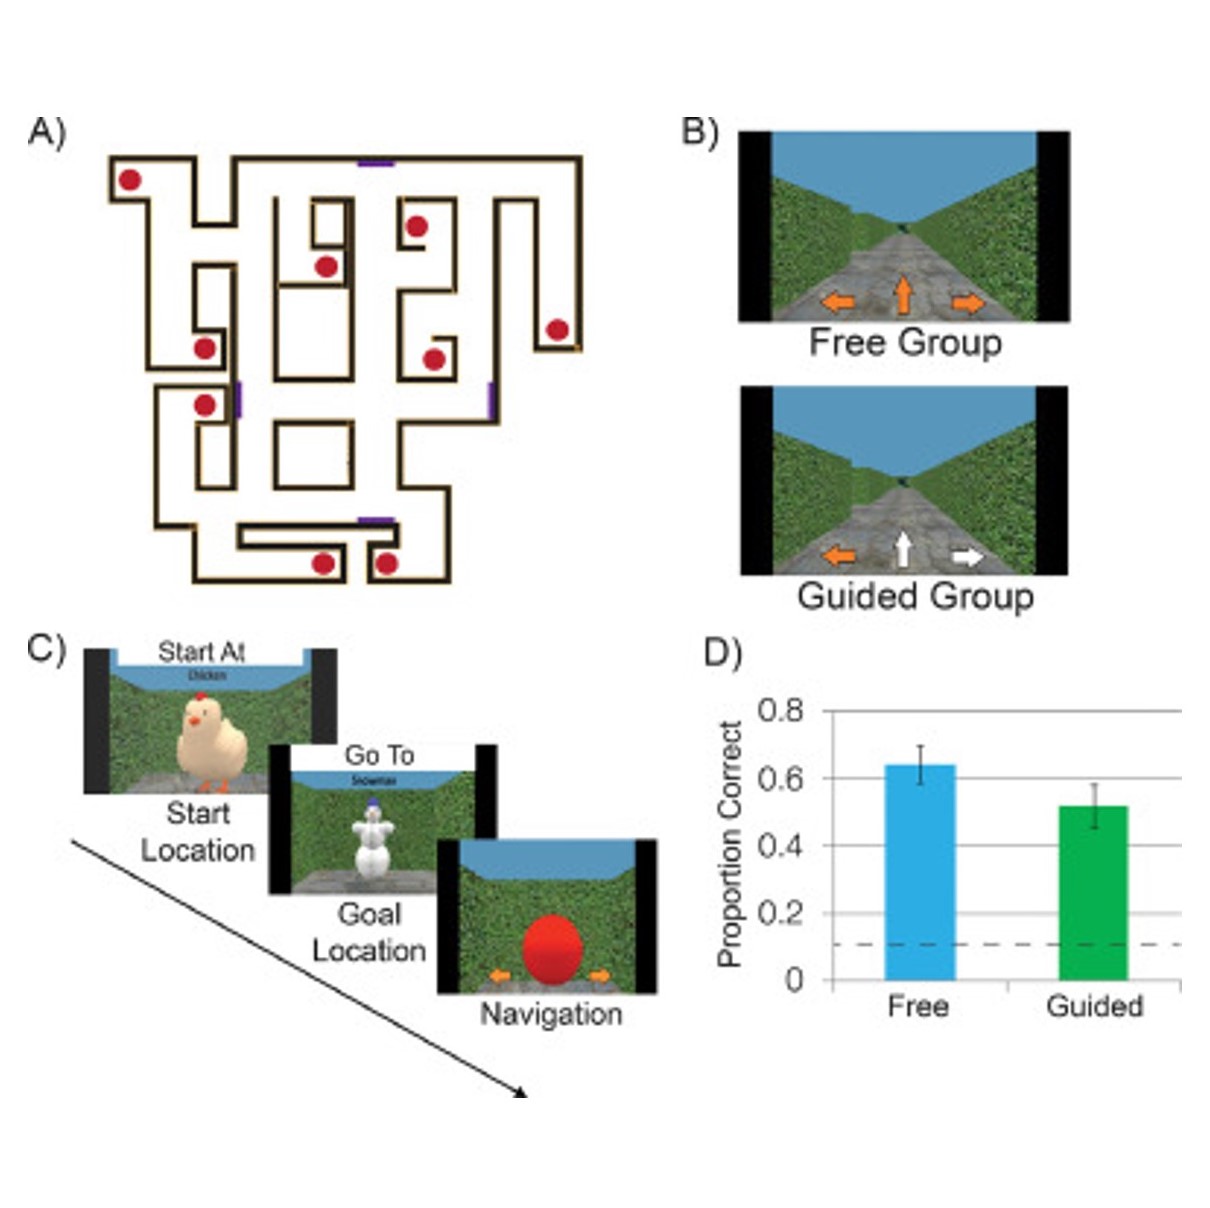 A)
B)
Free Group
Guided Group
C)
Start At
Chicken
Start
Location
Go To
Snowman
Goal
Location
Navigation
D)
Proportion Correct
0.8
0.6
0.4
0.2
0
Free
Guided